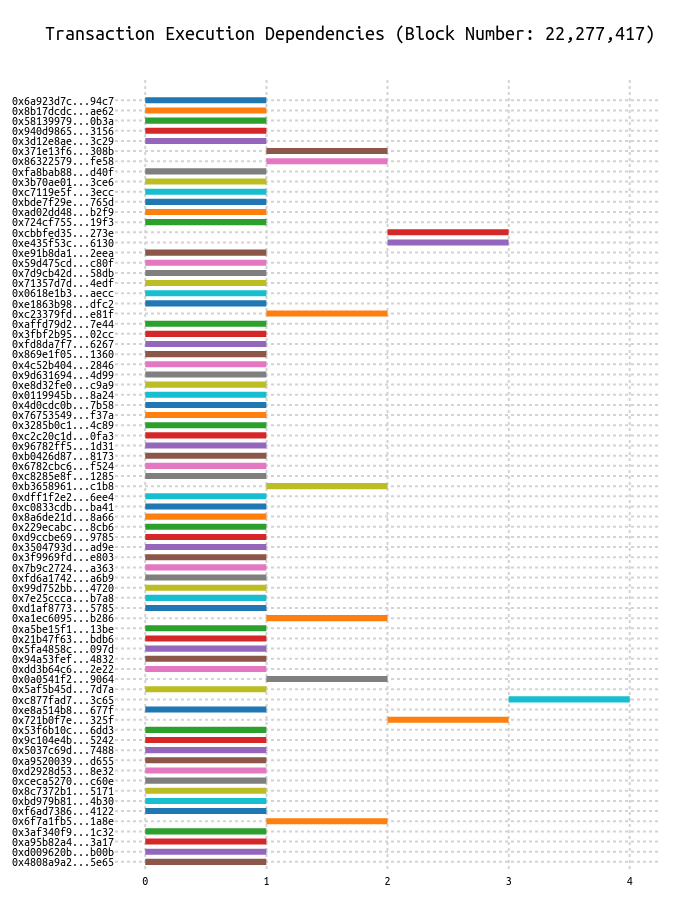 Transaction Execution Dependencies (Block Number: 22,277,417)
0x6a923d7c...94c7
0x8b17dcdc...ae62
0x58139979...0b3a
0x940d9865...3156
0x3d12e8ae...3c29
0x371e13f6...308b
0x86322579...fe58
0xfa8bab88...d40f
0x3b70ae01...3ce6
0xc7119e5f...3ecc
0xbde7f29e...765d
0xad02dd48...b2f9
0x724cf755...19f3
0xcbbfed35...273e
0xe435f53c...6130
0xe91b8da1...2eea
0x59d475cd...c80f
0x7d9cb42d...58db
0x71357d7d...4edf
0x0618e1b3...aecc
0xe1863b98...dfc2
0xc23379fd...e81f
0xaffd79d2...7e44
0x3fbf2b95...02cc
0xfd8da7f7...6267
0x869e1f05...1360
0x4c52b404...2846
0x9d631694...4d99
0xe8d32fe0...c9a9
0x0119945b...8a24
0x4d0cdc0b...7b58
0x76753549...f37a
0x3285b0c1...4c89
0xc2c20c1d...0fa3
0x96782ff5...1d31
0xb0426d87...8173
0x6782cbc6...f524
0xc8285e8f...1285
0xb3658961...c1b8
0xdff1f2e2...6ee4
0xc0833cdb...ba41
0x8a6de21d...8a66
0x229ecabc...8cb6
0xd9ccbe69...9785
0x3504793d...ad9e
0x3f9969fd...e803
0x7b9c2724...a363
0xfd6a1742...a6b9
0x99d752bb...4720
0x7e25ccca...b7a8
0xd1af8773...5785
0xa1ec6095...b286
0xa5be15f1...13be
0x21b47f63...bdb6
0x5fa4858c...097d
0x94a53fef...4832
0xdd3b64c6...2e22
0x0a0541f2...9064
0x5af5b45d...7d7a
0xc877fad7...3c65
0xe8a514b8...677f
0x721b0f7e...325f
0x53f6b10c...6dd3
0x9c104e4b...5242
0x5037c69d...7488
0xa9520039...d655
0xd2928d53...8e32
0xceca5270...c60e
0x8c7372b1...5171
0xbd979b81...4b30
0xf6ad7386...4122
0x6f7a1fb5...1a8e
0x3af340f9...1c32
0xa95b82a4...3a17
0xd009620b...b00b
0x4808a9a2...5e65
0 1 2 3 4